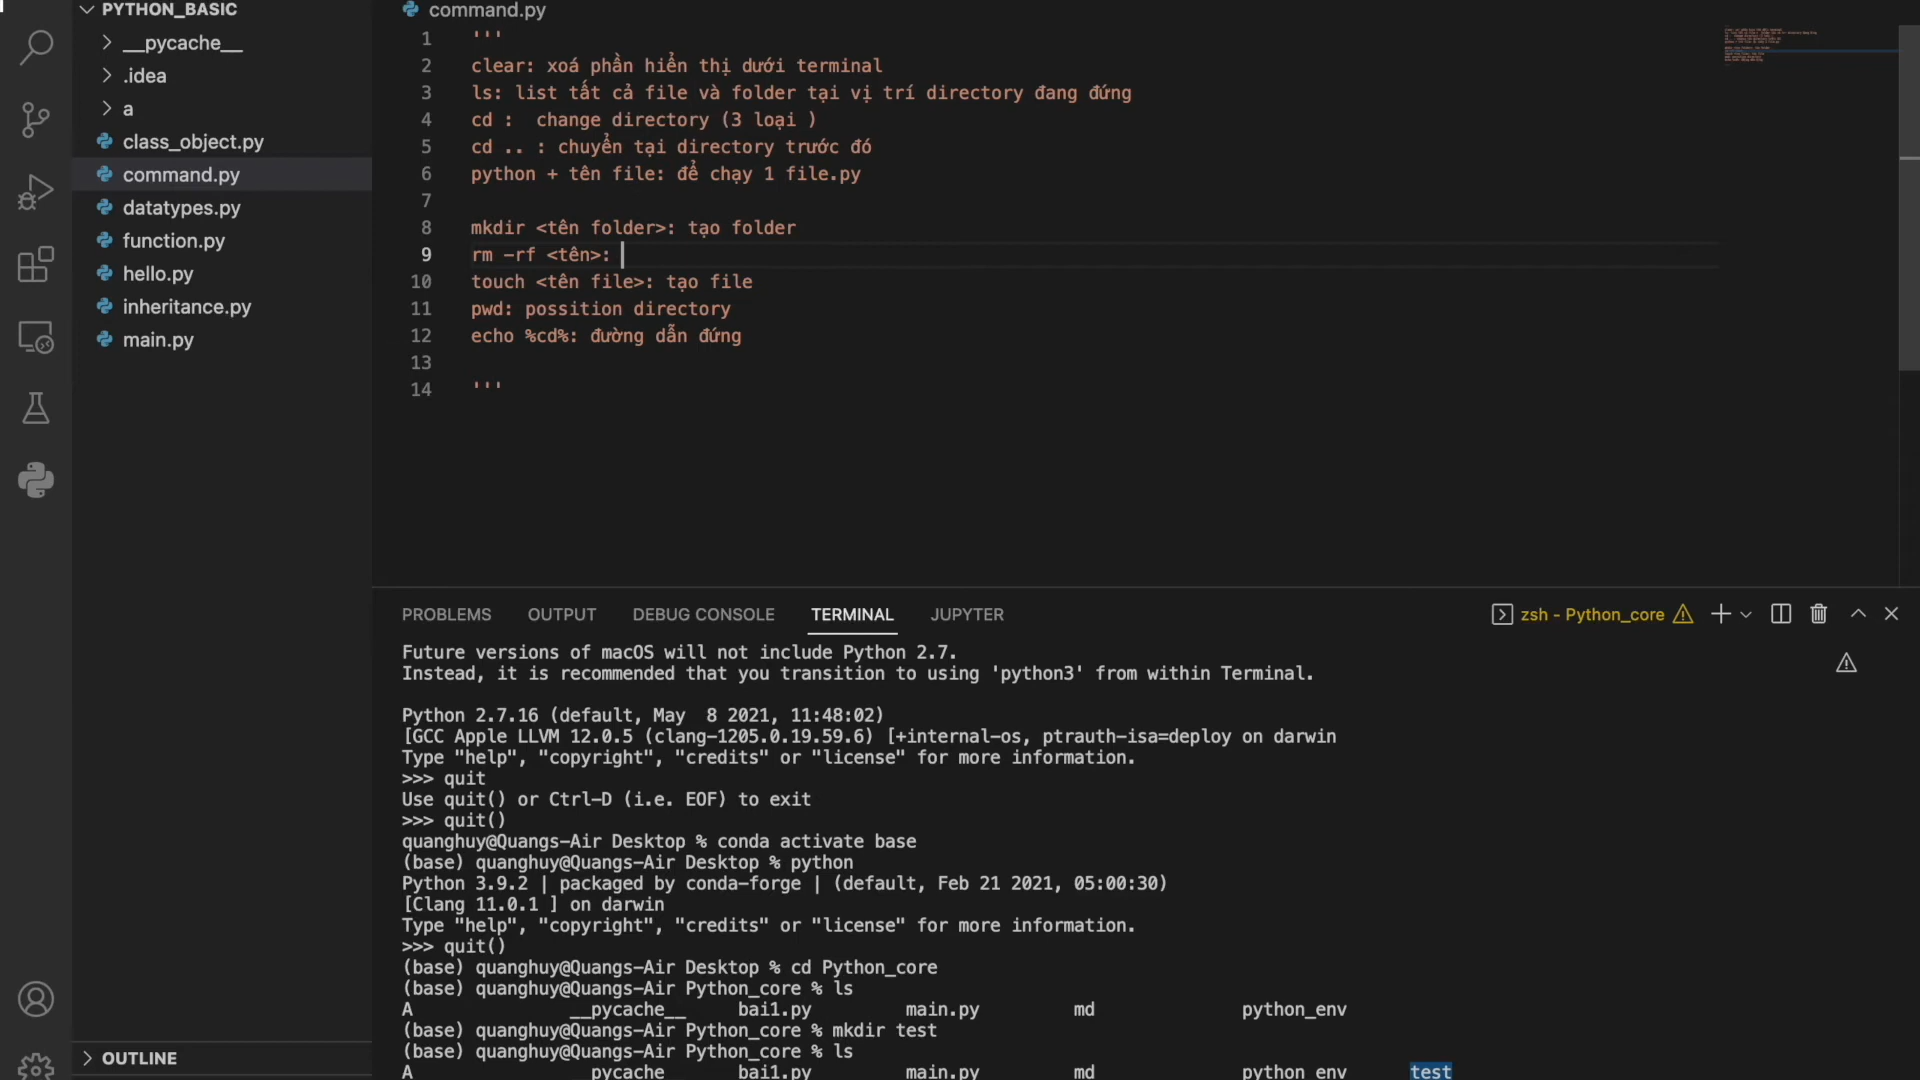 PYTHON_BASIC
__pycache__
.idea
a
class_object.py
command.py
datatypes.py
function.py
hello.py
inheritance.py
main.py
OUTLINE
command.py
1 '''
2 clear: xoá phần hiển thị dưới terminal
3 ls: list tất cả file và folder tại vị trí directory đang đứng
4 cd :  change directory (3 loại )
5 cd .. : chuyển tại directory trước đó
6 python + tên file: để chạy 1 file.py
7
8 mkdir <tên folder>: tạo folder
9 rm -rf <tên>:
10 touch <tên file>: tạo file
11 pwd: possition directory
12 echo %cd%: đường dẫn đứng
13
14 '''
PROBLEMS OUTPUT DEBUG CONSOLE TERMINAL JUPYTER zsh - Python_core
Future versions of macOS will not include Python 2.7.
Instead, it is recommended that you transition to using 'python3' from within Terminal.
Python 2.7.16 (default, May  8 2021, 11:48:02)
[GCC Apple LLVM 12.0.5 (clang-1205.0.19.59.6) [+internal-os, ptrauth-isa=deploy on darwin
Type "help", "copyright", "credits" or "license" for more information.
>>> quit
Use quit() or Ctrl-D (i.e. EOF) to exit
>>> quit()
quanghuy@Quangs-Air Desktop % conda activate base
(base) quanghuy@Quangs-Air Desktop % python
Python 3.9.2 | packaged by conda-forge | (default, Feb 21 2021, 05:00:30)
[Clang 11.0.1 ] on darwin
Type "help", "copyright", "credits" or "license" for more information.
>>> quit()
(base) quanghuy@Quangs-Air Desktop % cd Python_core
(base) quanghuy@Quangs-Air Python_core % ls
A __pycache__ bai1.py main.py md python_env
(base) quanghuy@Quangs-Air Python_core % mkdir test
(base) quanghuy@Quangs-Air Python_core % ls
A __pycache__ bai1.py main.py md python_env test